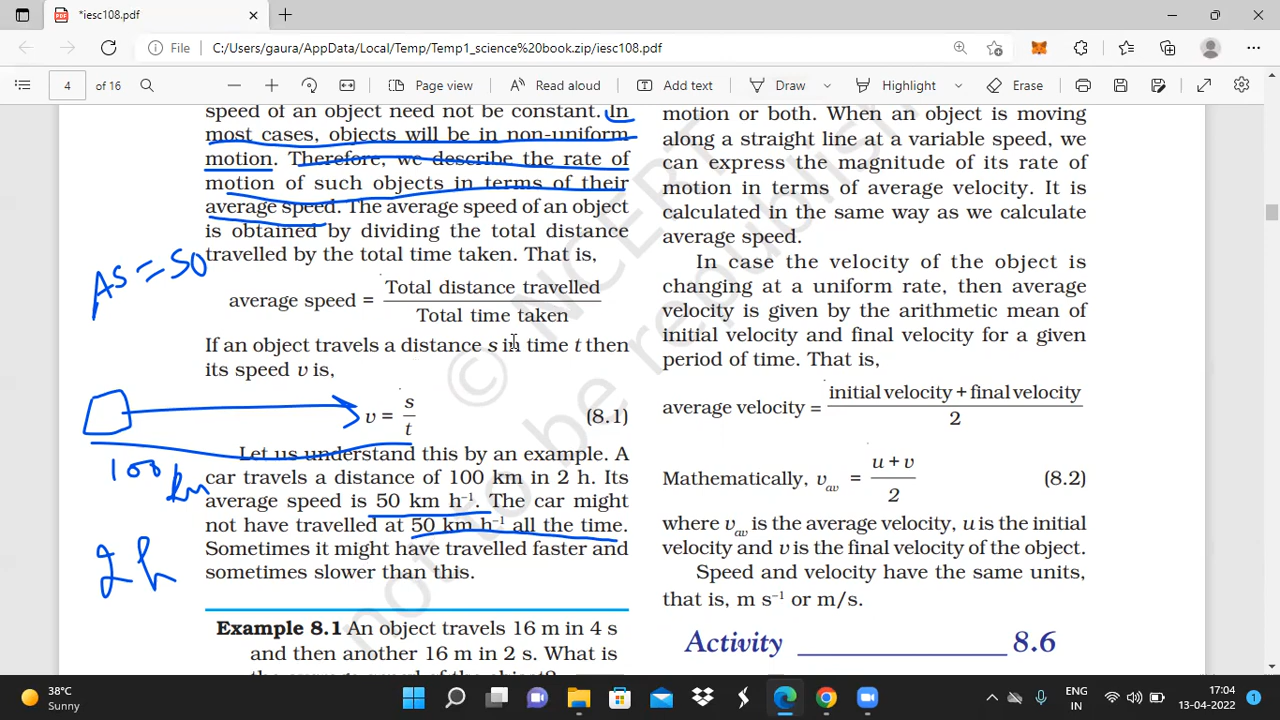 *iesc108.pdf
File
C:/Users/gaura/AppData/Local/Temp/Temp1_science%20book.zip/iesc108.pdf
4 of 16
Page view
Read aloud
Add text
Draw
Highlight
Erase
speed of an object need not be constant. In
most cases, objects will be in non-uniform
motion. Therefore, we describe the rate of
motion of such objects in terms of their
average speed. The average speed of an object
is obtained by dividing the total distance
travelled by the total time taken. That is,
AS = 50
average speed = Total distance travelled
Total time taken
If an object travels a distance s in time t then
its speed v is,
v = s
t
(8.1)
100 km
2 h
Let us understand this by an example. A
car travels a distance of 100 km in 2 h. Its
average speed is 50 km h⁻¹. The car might
not have travelled at 50 km h⁻¹ all the time.
Sometimes it might have travelled faster and
sometimes slower than this.
Example 8.1 An object travels 16 m in 4 s
and then another 16 m in 2 s. What is
the average speed of the object?
motion or both. When an object is moving
along a straight line at a variable speed, we
can express the magnitude of its rate of
motion in terms of average velocity. It is
calculated in the same way as we calculate
average speed.
In case the velocity of the object is
changing at a uniform rate, then average
velocity is given by the arithmetic mean of
initial velocity and final velocity for a given
period of time. That is,
average velocity = initial velocity + final velocity
2
Mathematically, vav = u + v
2
(8.2)
where vav is the average velocity, u is the initial
velocity and v is the final velocity of the object.
Speed and velocity have the same units,
that is, m s⁻¹ or m/s.
Activity 8.6
© NCERT
not to be republish
38°C
Sunny
ENG
IN
17:04
13-04-2022
1